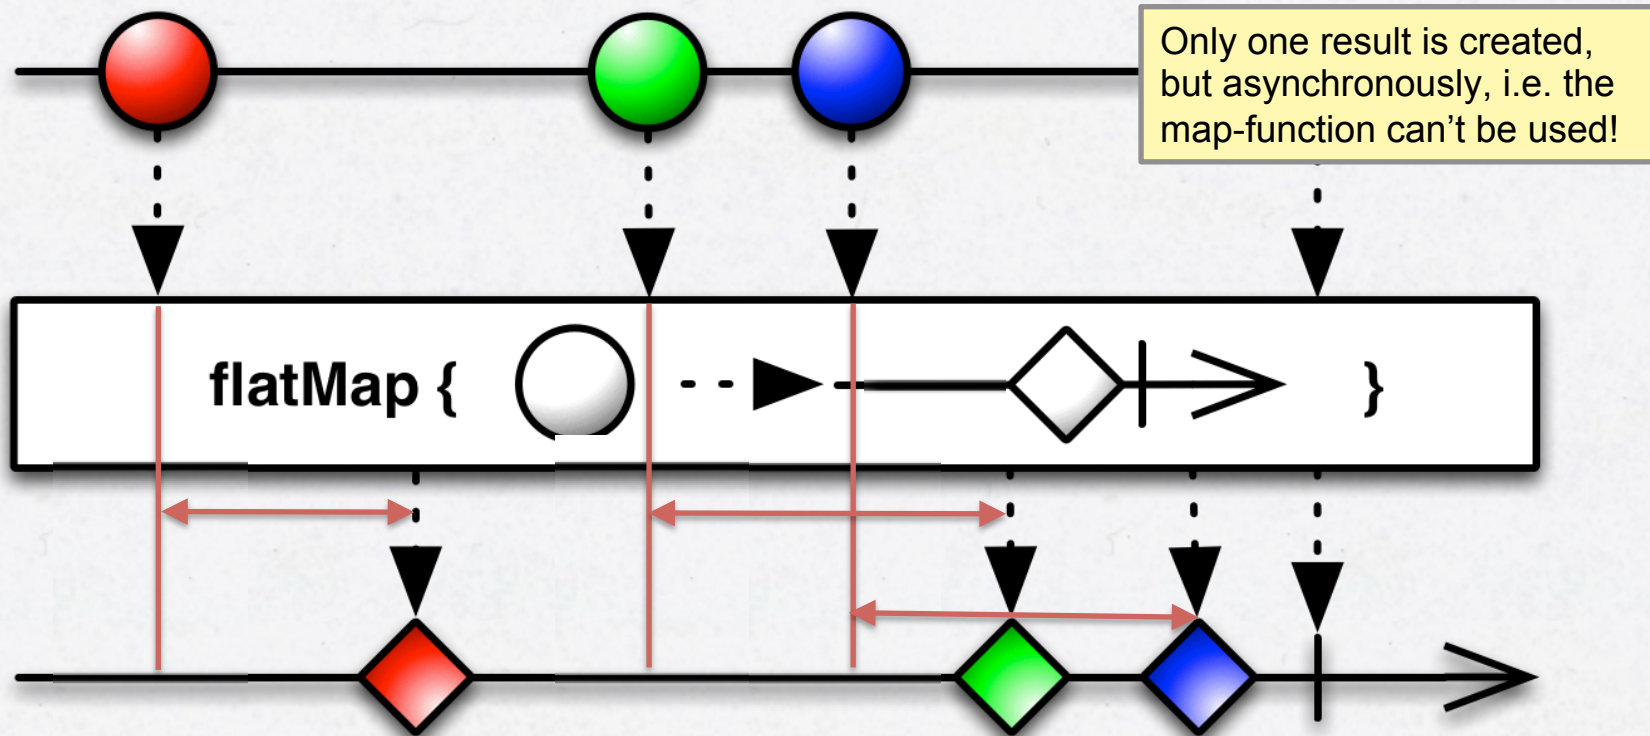 Only one result is created,
but asynchronously, i.e. the
map-function can’t be used!
flatMap { }